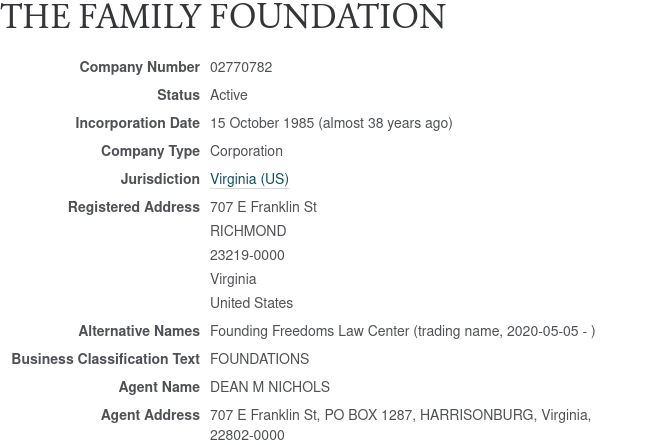 THE FAMILY FOUNDATION
Company Number 02770782
Status Active
Incorporation Date 15 October 1985 (almost 38 years ago)
Company Type Corporation
Jurisdiction Virginia (US)
Registered Address 707 E Franklin St
RICHMOND
23219-0000
Virginia
United States
Alternative Names Founding Freedoms Law Center (trading name, 2020-05-05 - )
Business Classification Text FOUNDATIONS
Agent Name DEAN M NICHOLS
Agent Address 707 E Franklin St, PO BOX 1287, HARRISONBURG, Virginia,
22802-0000